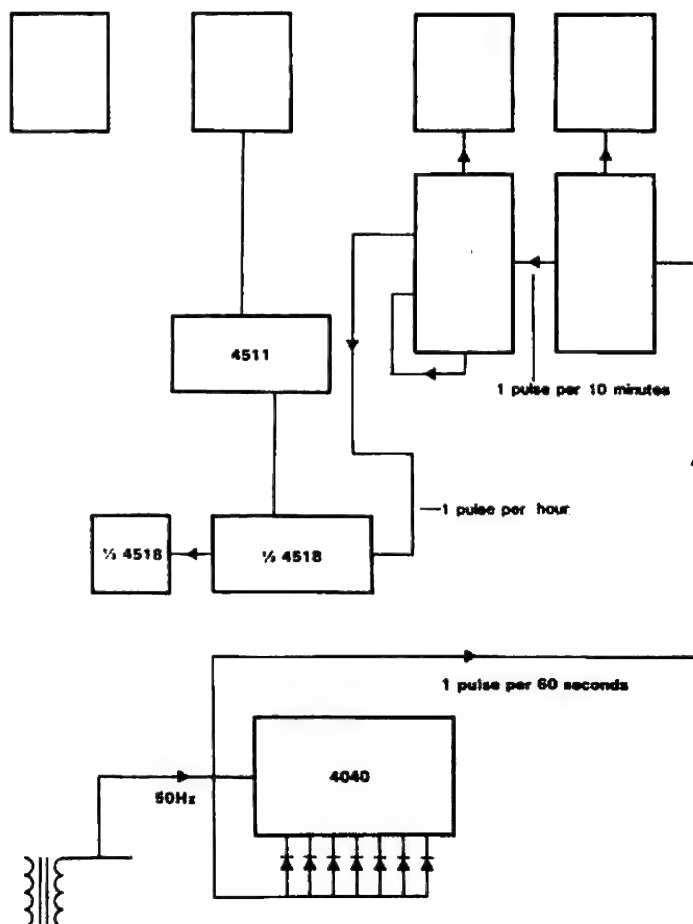 4511
1 pulse per 10 minutes
1 pulse per hour
½ 4518
½ 4518
1 pulse per 60 seconds
4040
50Hz